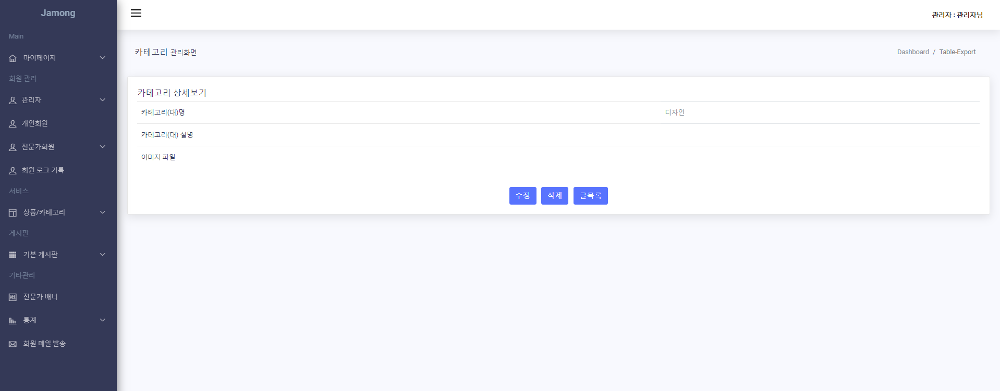 Jamong
Main
마이페이지
회원 관리
관리자
개인회원
전문가회원
회원 로그 기록
서비스
상품/카테고리
게시판
기본 게시판
기타관리
전문가 배너
통계
회원 메일 발송
관리자 : 관리자님
카테고리 관리화면
Dashboard / Table-Export
카테고리 상세보기
카테고리(대)명 디자인
카테고리(대) 설명
이미지 파일
수정 삭제 글목록